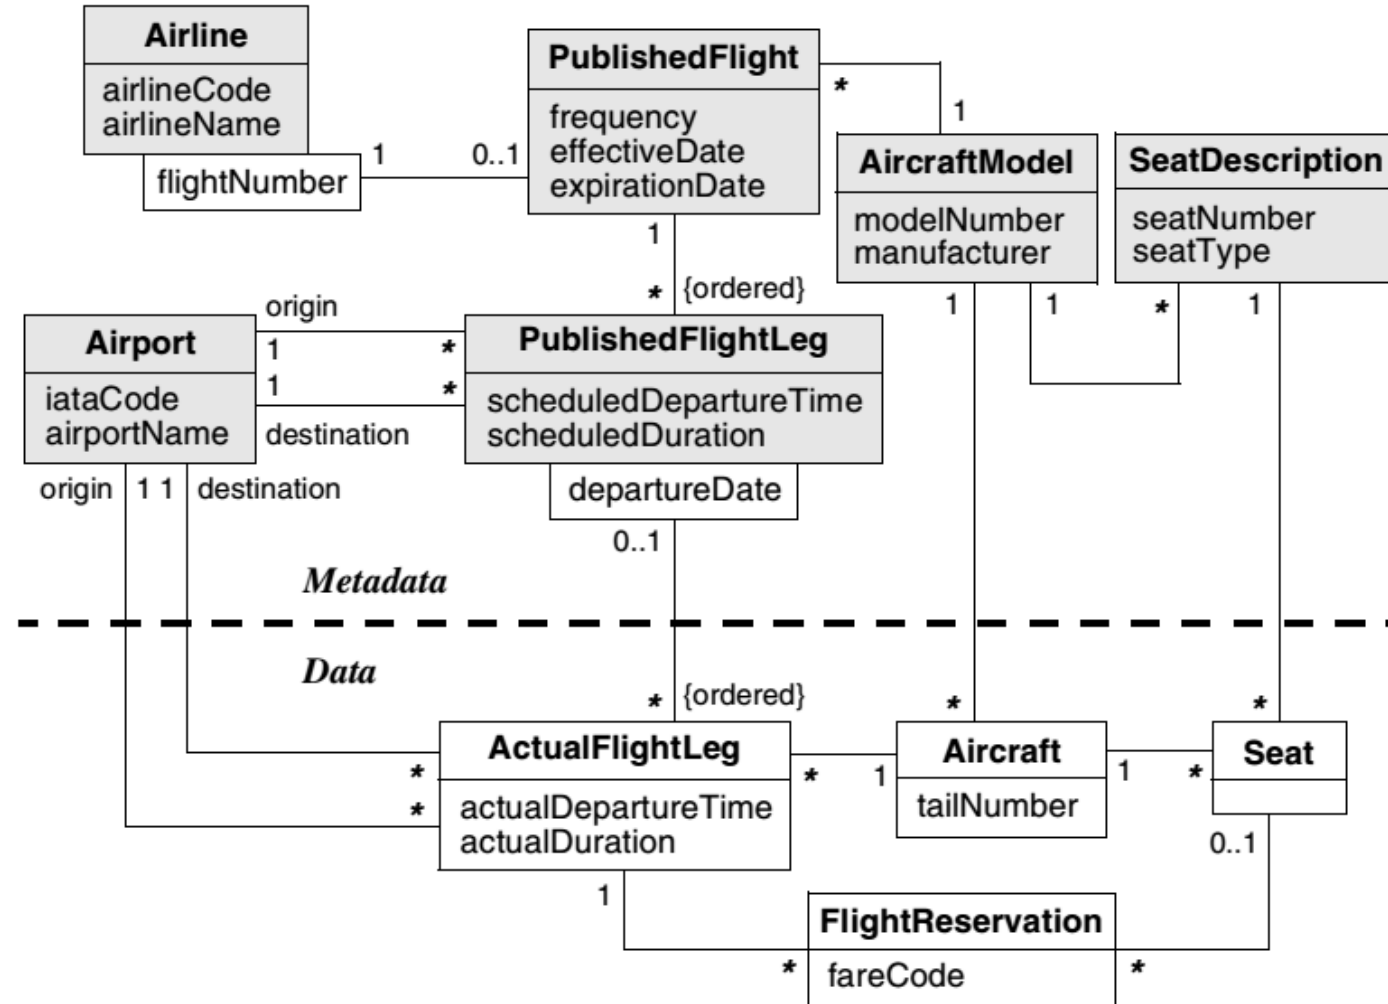 Airline
airlineCode
airlineName
flightNumber
1
0..1
PublishedFlight
frequency
effectiveDate
expirationDate
*
1
AircraftModel
modelNumber
manufacturer
SeatDescription
seatNumber
seatType
1
* {ordered}
1
1
*
1
origin
1
*
1
*
destination
Airport
iataCode
airportName
PublishedFlightLeg
scheduledDepartureTime
scheduledDuration
departureDate
origin 1 1 destination
0..1
Metadata
Data
* {ordered}
*
*
ActualFlightLeg
actualDepartureTime
actualDuration
*
*
*
1
Aircraft
tailNumber
1
*
Seat
0..1
1
FlightReservation
fareCode
*
*